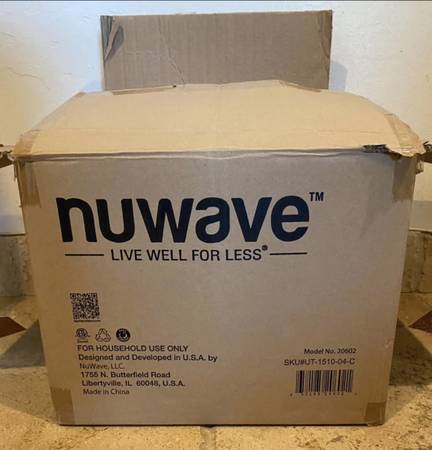 nuwave™
LIVE WELL FOR LESS®
FOR HOUSEHOLD USE ONLY
Designed and Developed in U.S.A. by
NuWave, LLC.
1755 N. Butterfield Road
Libertyville, IL 60048, U.S.A.
Made in China
Model No. 20602
SKU#UT-1510-04-C